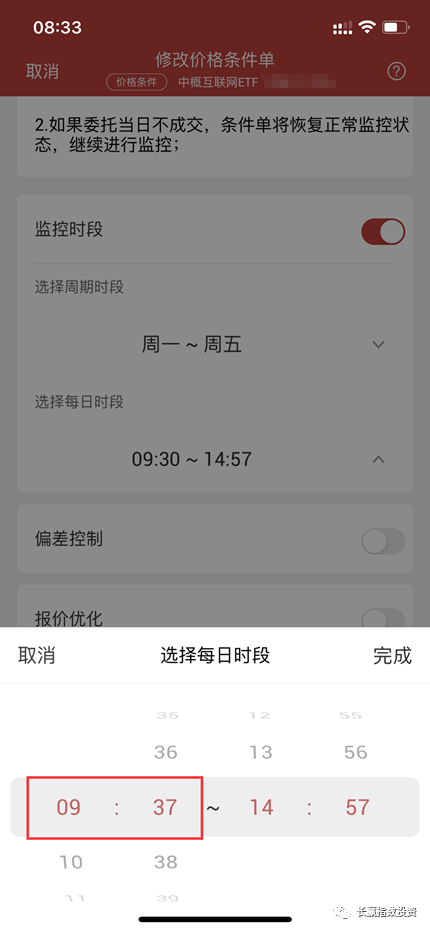 08:33
取消
修改价格条件单
价格条件 中概互联网ETF
?
2.如果委托当日不成交，条件单将恢复正常监控状
态，继续进行监控；
监控时段
选择周期时段
周一 ~ 周五
选择每日时段
09:30 ~ 14:57
偏差控制
报价优化
取消 选择每日时段 完成
35 12 55
36 13 56
09 : 37 ~ 14 : 57
10 38
11 39
长赢指数投资